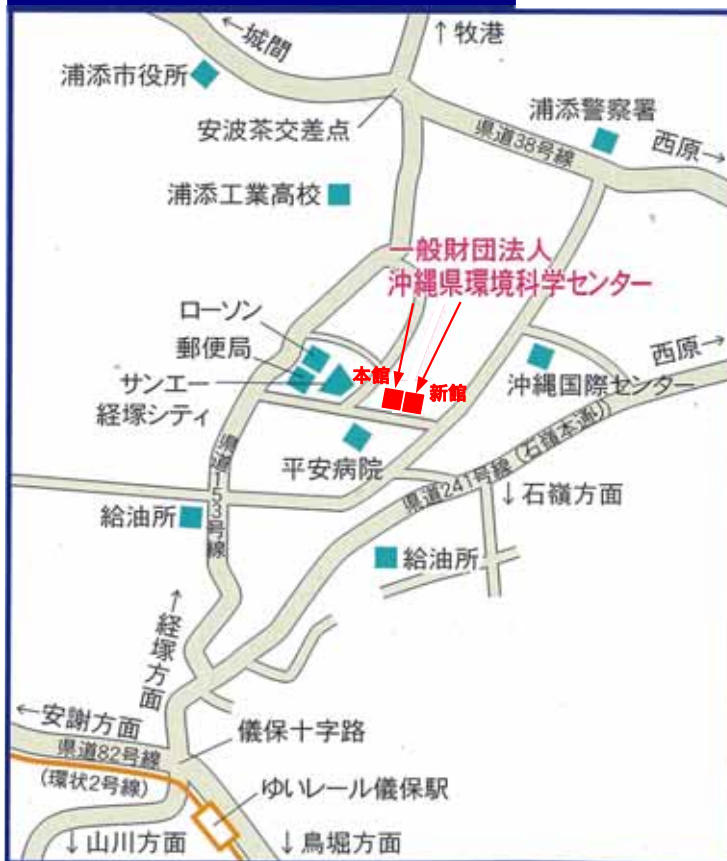 ←城間
↑牧港
浦添市役所
安波茶交差点
浦添警察署
県道38号線
西原→
浦添工業高校
一般財団法人
沖縄県環境科学センター
ローソン
郵便局
サンエー
経塚シティ
本館
新館
沖縄国際センター
西原→
平安病院
県道153号線
県道241号線(石嶺本通))
↓石嶺方面
給油所
給油所
↑経塚方面
←安謝方面
県道82号線
(環状2号線)
儀保十字路
ゆいレール儀保駅
↓山川方面
↓鳥堀方面